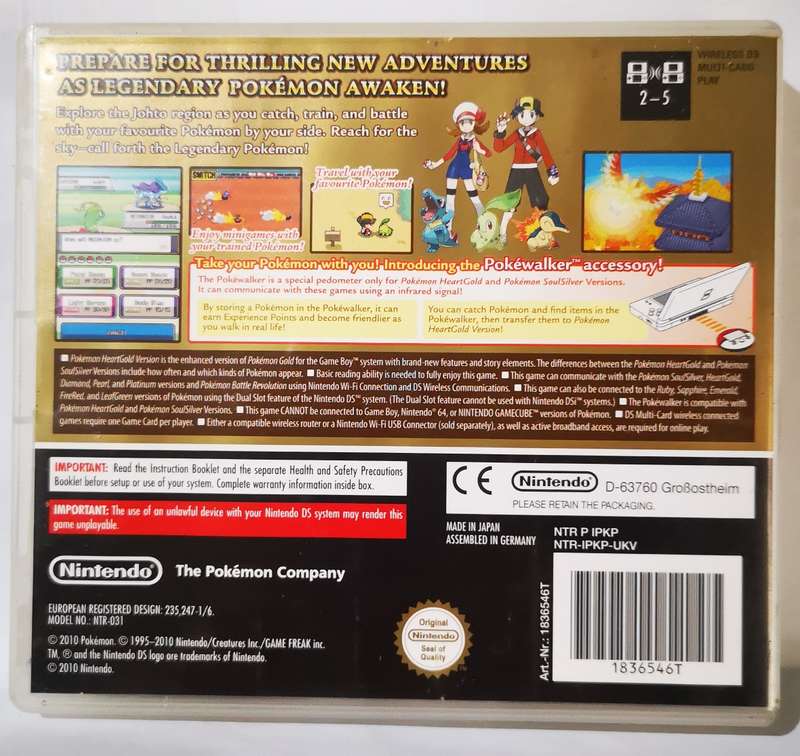 PREPARE FOR THRILLING NEW ADVENTURES
AS LEGENDARY POKÉMON AWAKEN!
Explore the Johto region as you catch, train, and battle
with your favourite Pokémon by your side. Reach for the
sky—call forth the Legendary Pokémon!
2-5
WIRELESS DS
MULTI-CARD
PLAY
SWITCH
Enjoy minigames with
your trained Pokémon!
Travel with your
favourite Pokémon!
CANCEL
Take your Pokémon with you! Introducing the Pokéwalker™ accessory!
The Pokéwalker is a special pedometer only for Pokémon HeartGold and Pokémon SoulSilver Versions.
It can communicate with these games using an infrared signal!
By storing a Pokémon in the Pokéwalker, it can
earn Experience Points and become friendlier as
you walk in real life!
You can catch Pokémon and find items in the
Pokéwalker, then transfer them to Pokémon
HeartGold Version!
■ Pokémon HeartGold Version is the enhanced version of Pokémon Gold for the Game Boy™ system with brand-new features and story elements. The differences between the Pokémon HeartGold and Pokémon
SoulSilver Versions include how often and which kinds of Pokémon appear. ■ Basic reading ability is needed to fully enjoy this game. ■ This game can communicate with the Pokémon SoulSilver, HeartGold,
Diamond, Pearl, and Platinum versions and Pokémon Battle Revolution using Nintendo Wi-Fi Connection and DS Wireless Communications. ■ This game can also be connected to the Ruby, Sapphire, Emerald,
FireRed, and LeafGreen versions of Pokémon using the Dual Slot feature of the Nintendo DS™ system. (The Dual Slot feature cannot be used with Nintendo DSi™ systems.) ■ The Pokéwalker is compatible with
Pokémon HeartGold and Pokémon SoulSilver Versions. ■ This game CANNOT be connected to Game Boy, Nintendo® 64, or NINTENDO GAMECUBE™ versions of Pokémon. ■ DS Multi-Card wireless connected
games require one Game Card per player. ■ Either a compatible wireless router or a Nintendo Wi-Fi USB Connector (sold separately), as well as active broadband access, are required for online play.
IMPORTANT: Read the Instruction Booklet and the separate Health and Safety Precautions
Booklet before setup or use of your system. Complete warranty information inside box.
IMPORTANT: The use of an unlawful device with your Nintendo DS system may render this
game unplayable.
CE Nintendo® D-63760 Großostheim
PLEASE RETAIN THE PACKAGING.
MADE IN JAPAN
ASSEMBLED IN GERMANY
NTR P IPKP
NTR-IPKP-UKV
Nintendo® The Pokémon Company
EUROPEAN REGISTERED DESIGN: 235,247-1/6.
MODEL NO.: NTR-031
© 2010 Pokémon. © 1995–2010 Nintendo/Creatures Inc./GAME FREAK inc.
TM, ® and the Nintendo DS logo are trademarks of Nintendo.
© 2010 Nintendo.
Original
Nintendo®
Seal of
Quality
Art.-Nr.: 1836546T
1836546T